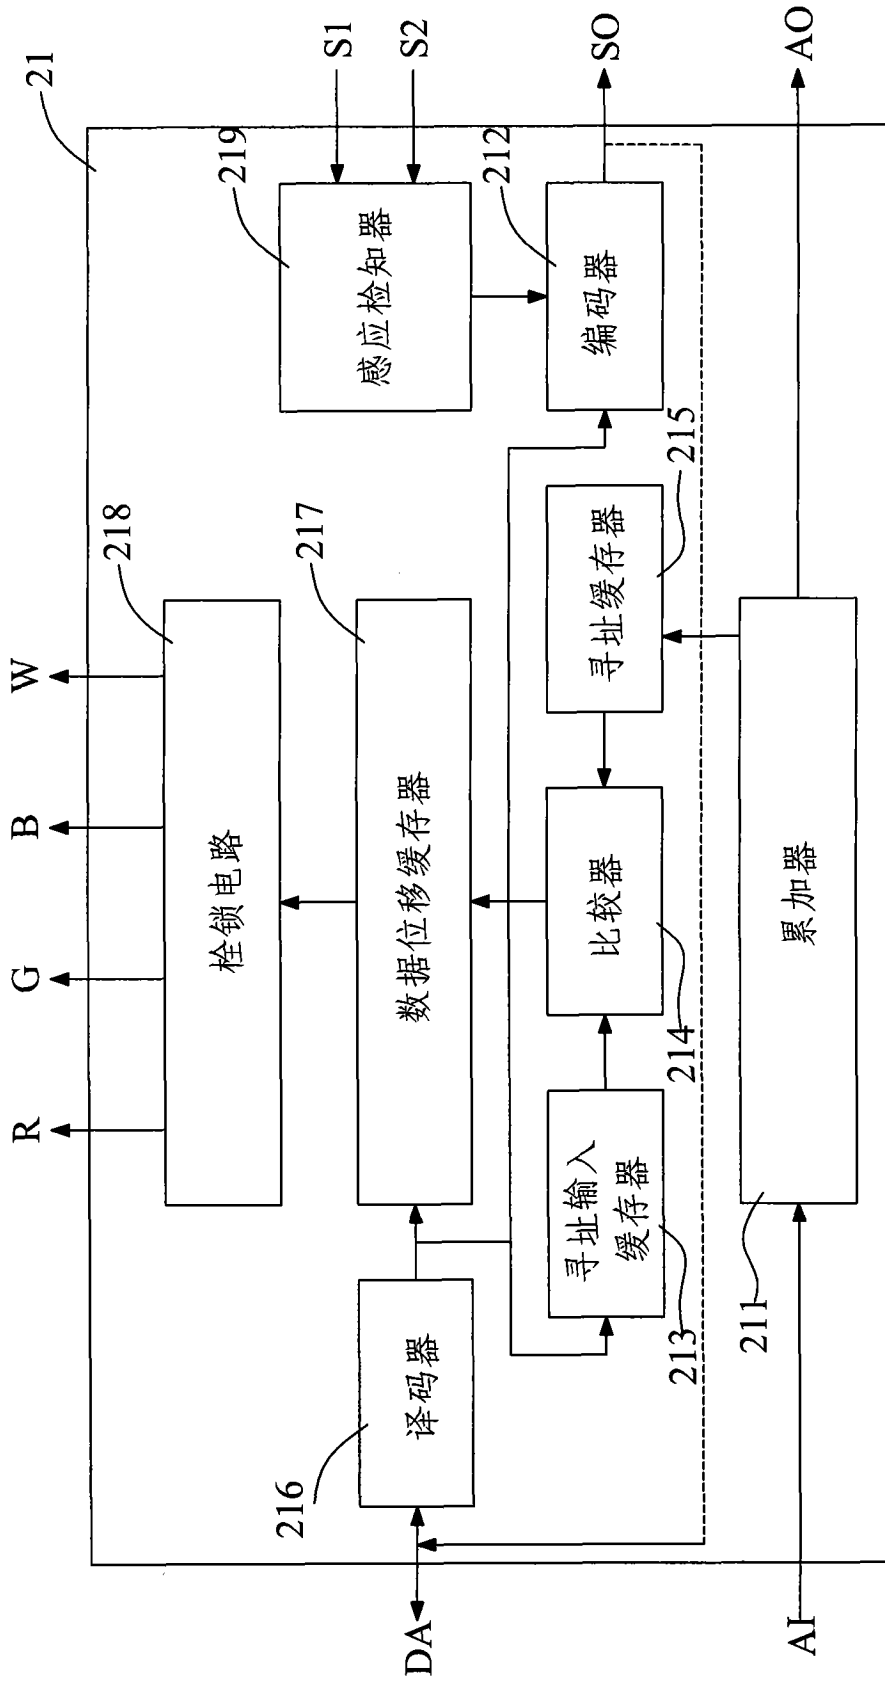 21
R
G
B
W
栓锁电路
218
219
S1
S2
感应检知器
216
译码器
数据位移缓存器
217
DA
212
编码器
SO
寻址输入
缓存器
213
比较器
214
寻址缓存器
215
AI
211
累加器
AO